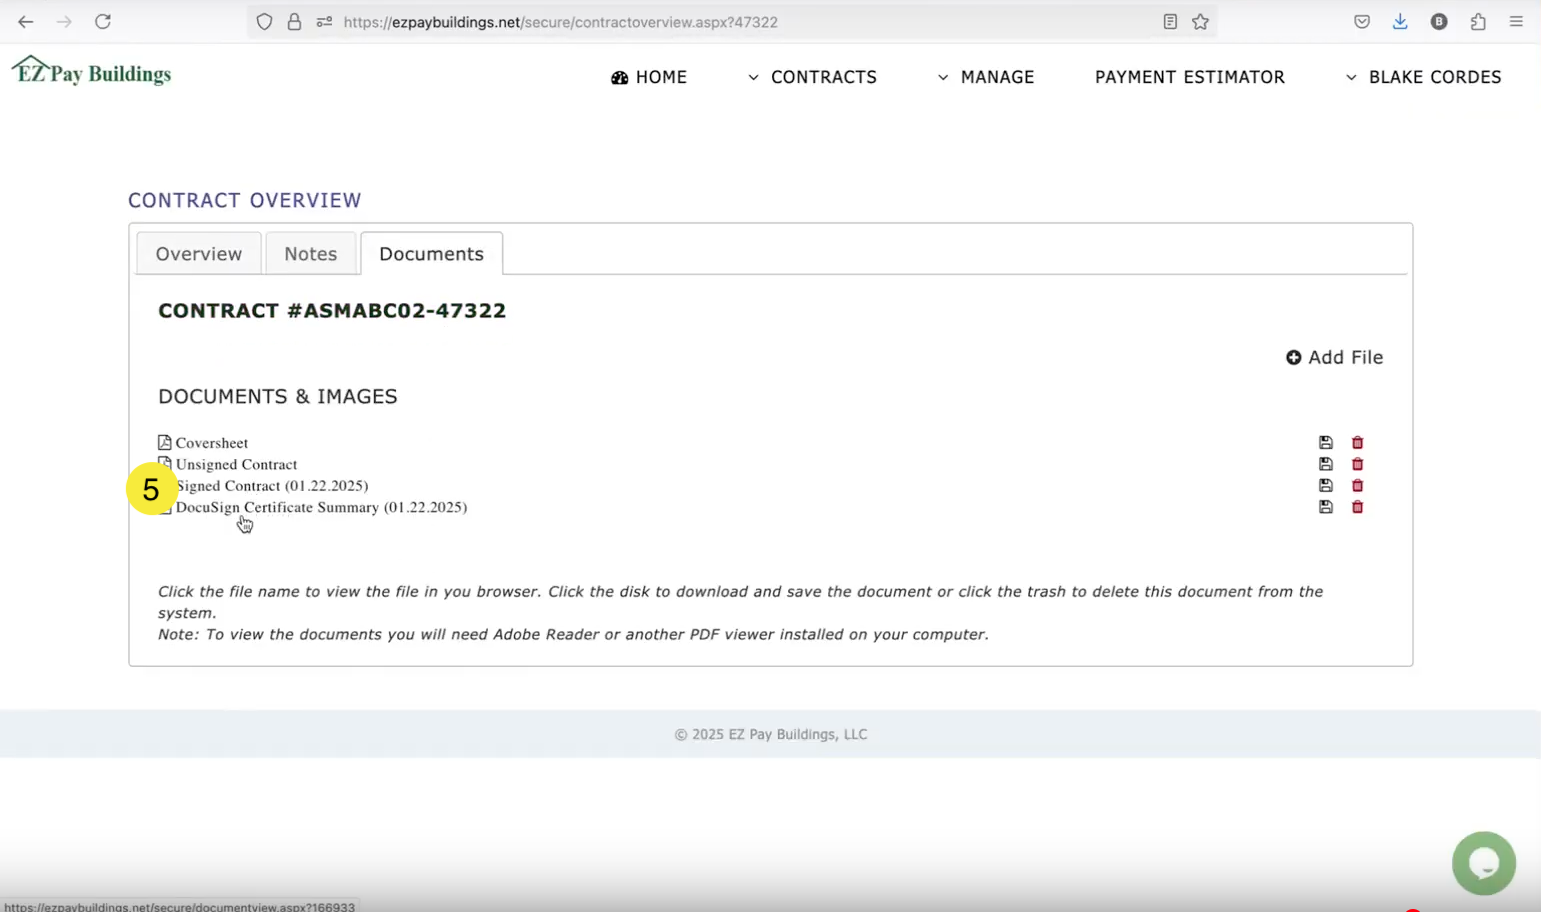 https://ezpaybuildings.net/secure/contractoverview.aspx?47322
B
EZ Pay Buildings
HOME
CONTRACTS
MANAGE
PAYMENT ESTIMATOR
BLAKE CORDES
CONTRACT OVERVIEW
Overview
Notes
Documents
CONTRACT #ASMABC02-47322
Add File
DOCUMENTS & IMAGES
Coversheet
Unsigned Contract
5
Signed Contract (01.22.2025)
DocuSign Certificate Summary (01.22.2025)
Click the file name to view the file in you browser. Click the disk to download and save the document or click the trash to delete this document from the
system.
Note: To view the documents you will need Adobe Reader or another PDF viewer installed on your computer.
© 2025 EZ Pay Buildings, LLC
https://ezpaybuildings.net/secure/documentview.aspx?166933